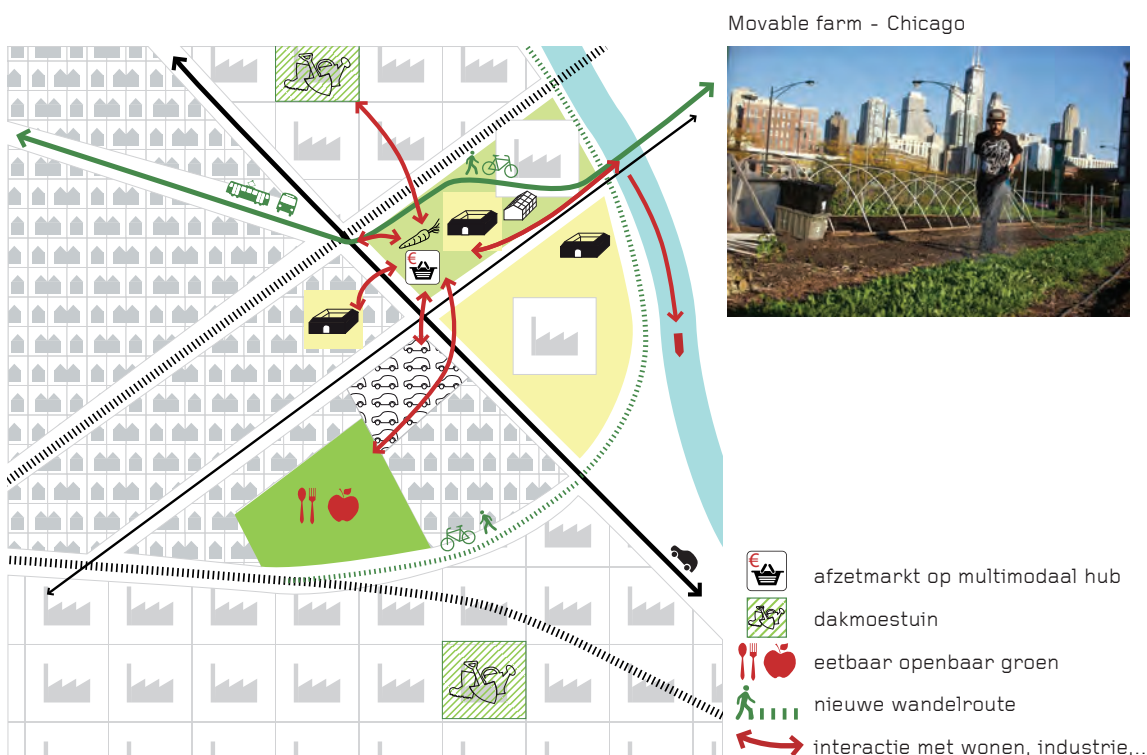 Movable farm - Chicago
€
€
afzetmarkt op multimodaal hub
dakmoestuin
eetbaar openbaar groen
nieuwe wandelroute
interactie met wonen, industrie,...